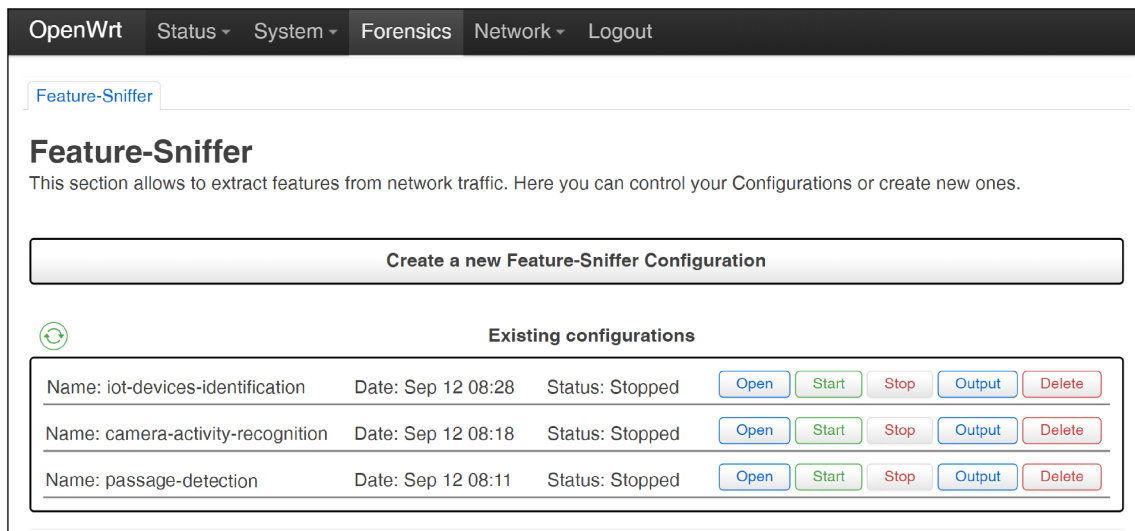 OpenWrt Status System Forensics Network Logout
Feature-Sniffer
Feature-Sniffer
This section allows to extract features from network traffic. Here you can control your Configurations or create new ones.
Create a new Feature-Sniffer Configuration
Existing configurations
Name: iot-devices-identification Date: Sep 12 08:28 Status: Stopped Open Start Stop Output Delete
Name: camera-activity-recognition Date: Sep 12 08:18 Status: Stopped Open Start Stop Output Delete
Name: passage-detection Date: Sep 12 08:11 Status: Stopped Open Start Stop Output Delete